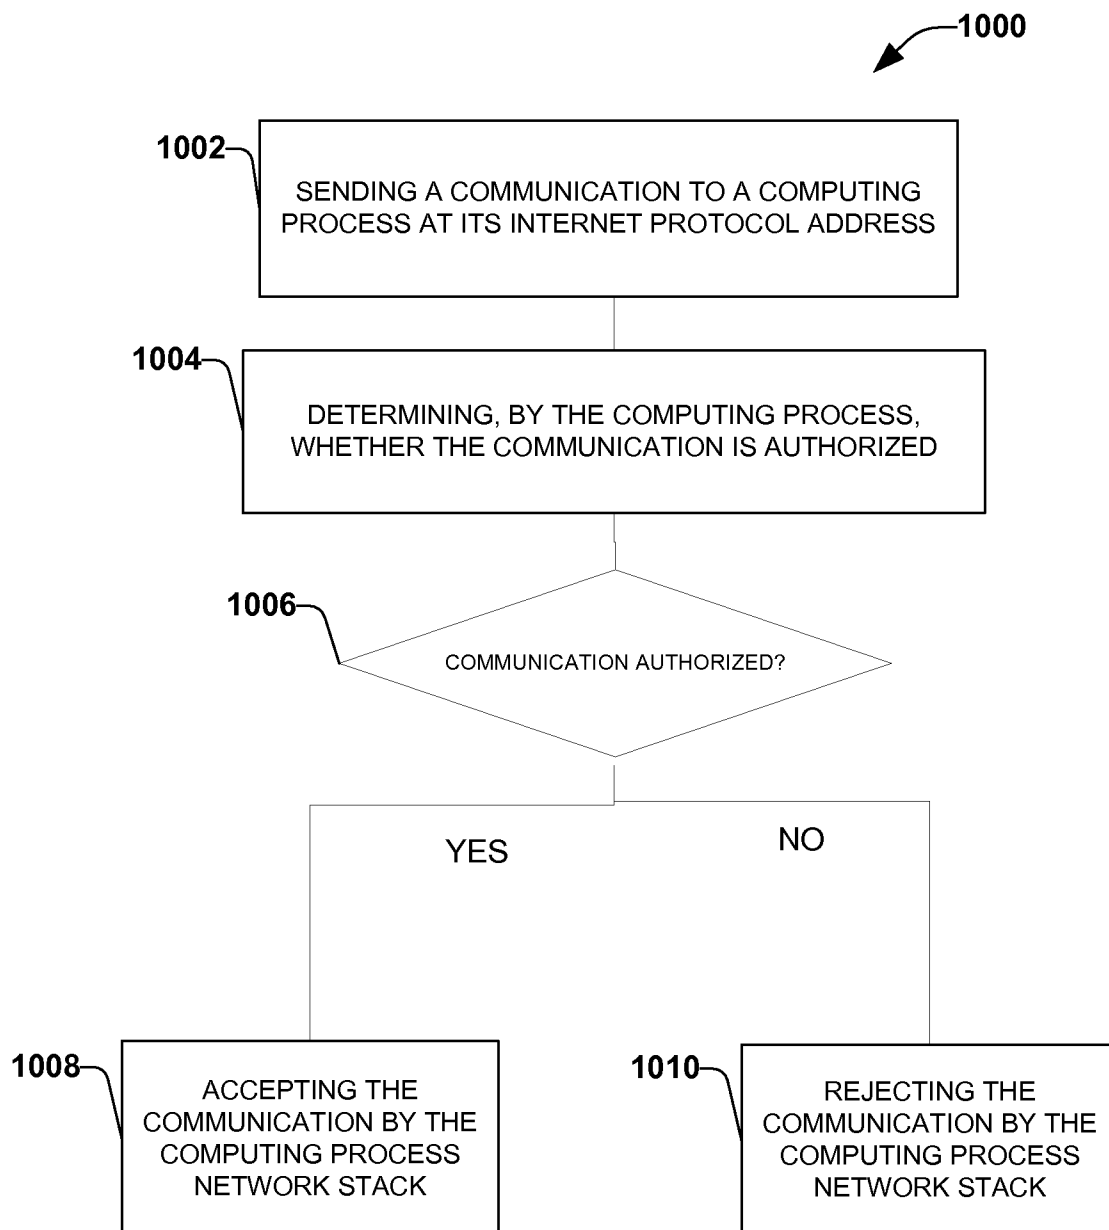 1000
1002
SENDING A COMMUNICATION TO A COMPUTING
PROCESS AT ITS INTERNET PROTOCOL ADDRESS
1004
DETERMINING, BY THE COMPUTING PROCESS,
WHETHER THE COMMUNICATION IS AUTHORIZED
1006
COMMUNICATION AUTHORIZED?
YES
NO
1008
ACCEPTING THE
COMMUNICATION BY THE
COMPUTING PROCESS
NETWORK STACK
1010
REJECTING THE
COMMUNICATION BY THE
COMPUTING PROCESS
NETWORK STACK